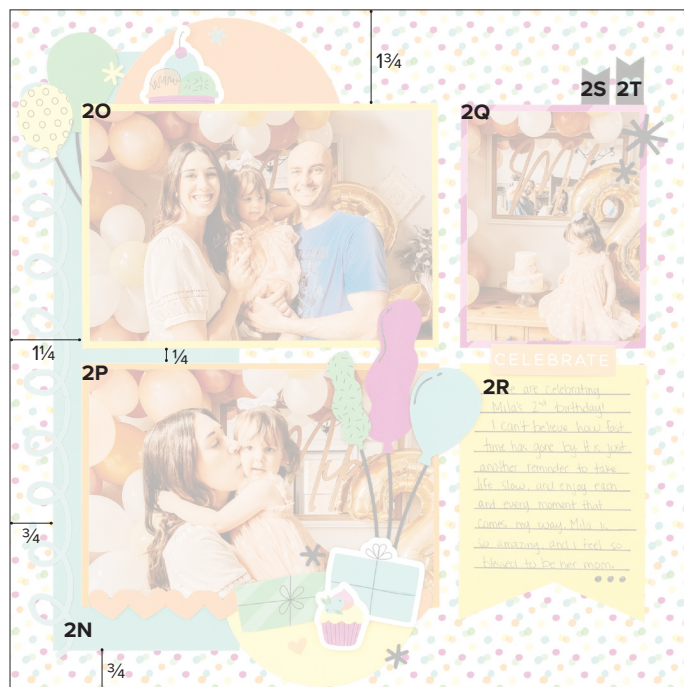 1¾
2S 2T
2O
2Q
1¼
¼
CELEBRATE
2P
2R
are celebrating
Mila's 2nd birthday!
I can't believe how fast
time has gone by it's just
another reminder to take
life slow, and enjoy each
and every moment that
comes my way. Mila is
so amazing and I feel so
blessed to be her mom.
¾
2N
¾